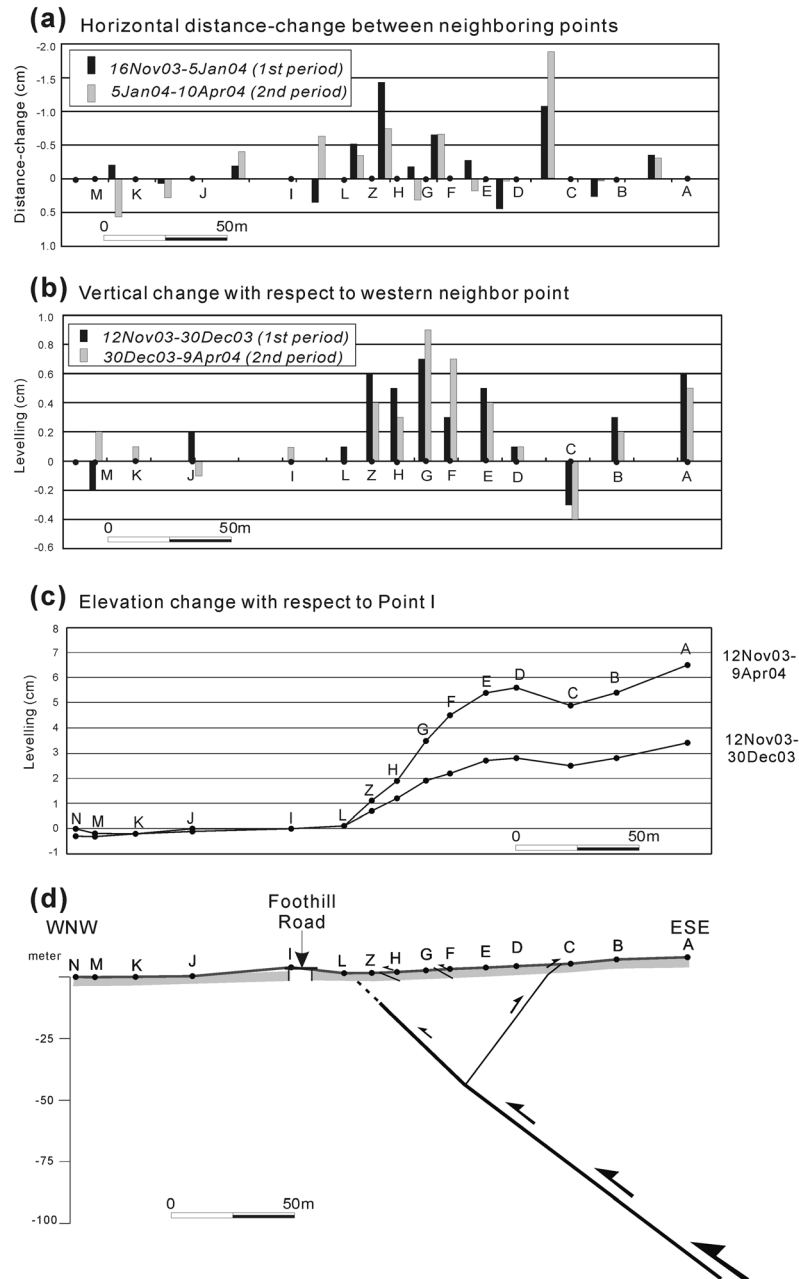 (a) Horizontal distance-change between neighboring points
-2.0
-1.5
-1.0
-0.5
0
0.5
1.0
Distance-change (cm)
16Nov03-5Jan04 (1st period)
5Jan04-10Apr04 (2nd period)
M K J I L Z H G F E D C B A
0 50m
(b) Vertical change with respect to western neighbor point
1.0
0.8
0.6
0.4
0.2
0
-0.2
-0.4
-0.6
Levelling (cm)
12Nov03-30Dec03 (1st period)
30Dec03-9Apr04 (2nd period)
C
M K J I L Z H G F E D B A
0 50m
(c) Elevation change with respect to Point I
8
7
6
5
4
3
2
1
0
-1
Levelling (cm)
N M K J I L Z H G F E D C B A
12Nov03-
9Apr04
12Nov03-
30Dec03
0 50m
(d)
Foothill
Road
WNW
ESE
meter
N M K J I L Z H G F E D C B A
-25
-50
-75
-100
0 50m